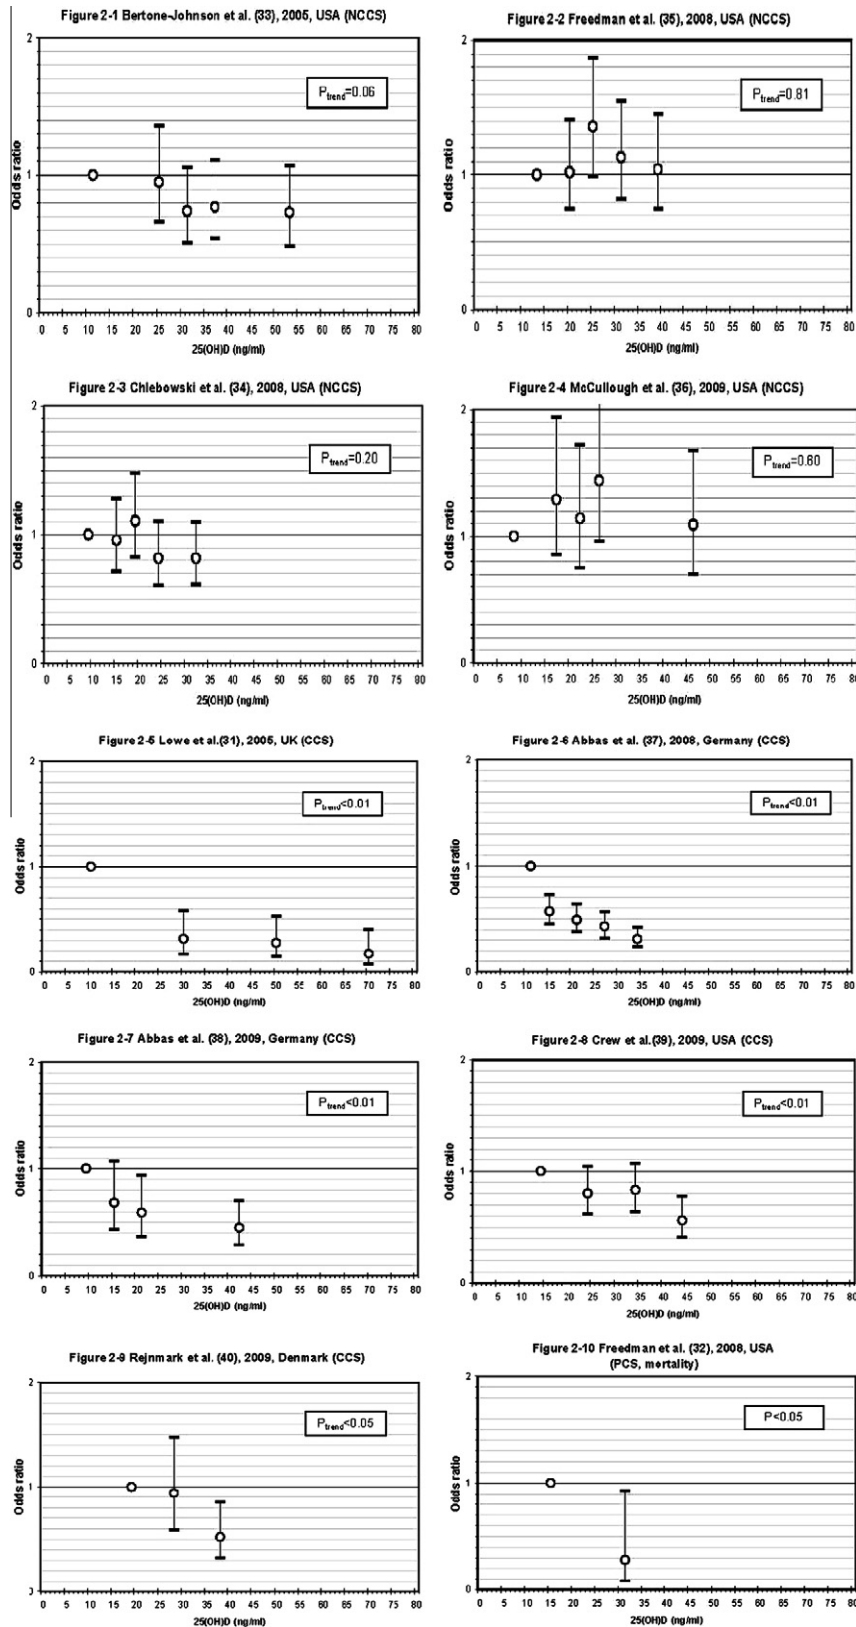 Figure 2-1 Bertone-Johnson et al. (33), 2005, USA (NCCS)
2
Ptrend=0.06
Odds ratio
1
0
0 5 10 15 20 25 30 35 40 45 50 55 60 65 70 75 80
25(OH)D (ng/ml)
Figure 2-2 Freedman et al. (35), 2008, USA (NCCS)
2
Ptrend=0.81
Odds ratio
1
0
0 5 10 15 20 25 30 35 40 45 50 55 60 65 70 75 80
25(OH)D (ng/ml)
Figure 2-3 Chlebowski et al. (34), 2008, USA (NCCS)
2
Ptrend=0.20
Odds ratio
1
0
0 5 10 15 20 25 30 35 40 45 50 55 60 65 70 75 80
25(OH)D (ng/ml)
Figure 2-4 McCullough et al. (36), 2009, USA (NCCS)
2
Ptrend=0.60
Odds ratio
1
0
0 5 10 15 20 25 30 35 40 45 50 55 60 65 70 75 80
25(OH)D (ng/ml)
Figure 2-5 Lowe et al.(31), 2005, UK (CCS)
2
Ptrend<0.01
Odds ratio
1
0
0 5 10 15 20 25 30 35 40 45 50 55 60 65 70 75 80
25(OH)D (ng/ml)
Figure 2-6 Abbas et al. (37), 2008, Germany (CCS)
2
Ptrend<0.01
Odds ratio
1
0
0 5 10 15 20 25 30 35 40 45 50 55 60 65 70 75 80
25(OH)D (ng/ml)
Figure 2-7 Abbas et al. (38), 2009, Germany (CCS)
2
Ptrend<0.01
Odds ratio
1
0
0 5 10 15 20 25 30 35 40 45 50 55 60 65 70 75 80
25(OH)D (ng/ml)
Figure 2-8 Crew et al.(39), 2009, USA (CCS)
2
Ptrend<0.01
Odds ratio
1
0
0 5 10 15 20 25 30 35 40 45 50 55 60 65 70 75 80
25(OH)D (ng/ml)
Figure 2-9 Rejnmark et al. (40), 2009, Denmark (CCS)
2
Ptrend<0.05
Odds ratio
1
0
0 5 10 15 20 25 30 35 40 45 50 55 60 65 70 75 80
25(OH)D (ng/ml)
Figure 2-10 Freedman et al. (32), 2008, USA
(PCS, mortality)
2
P<0.05
Odds ratio
1
0
0 5 10 15 20 25 30 35 40 45 50 55 60 65 70 75 80
25(OH)D (ng/ml)